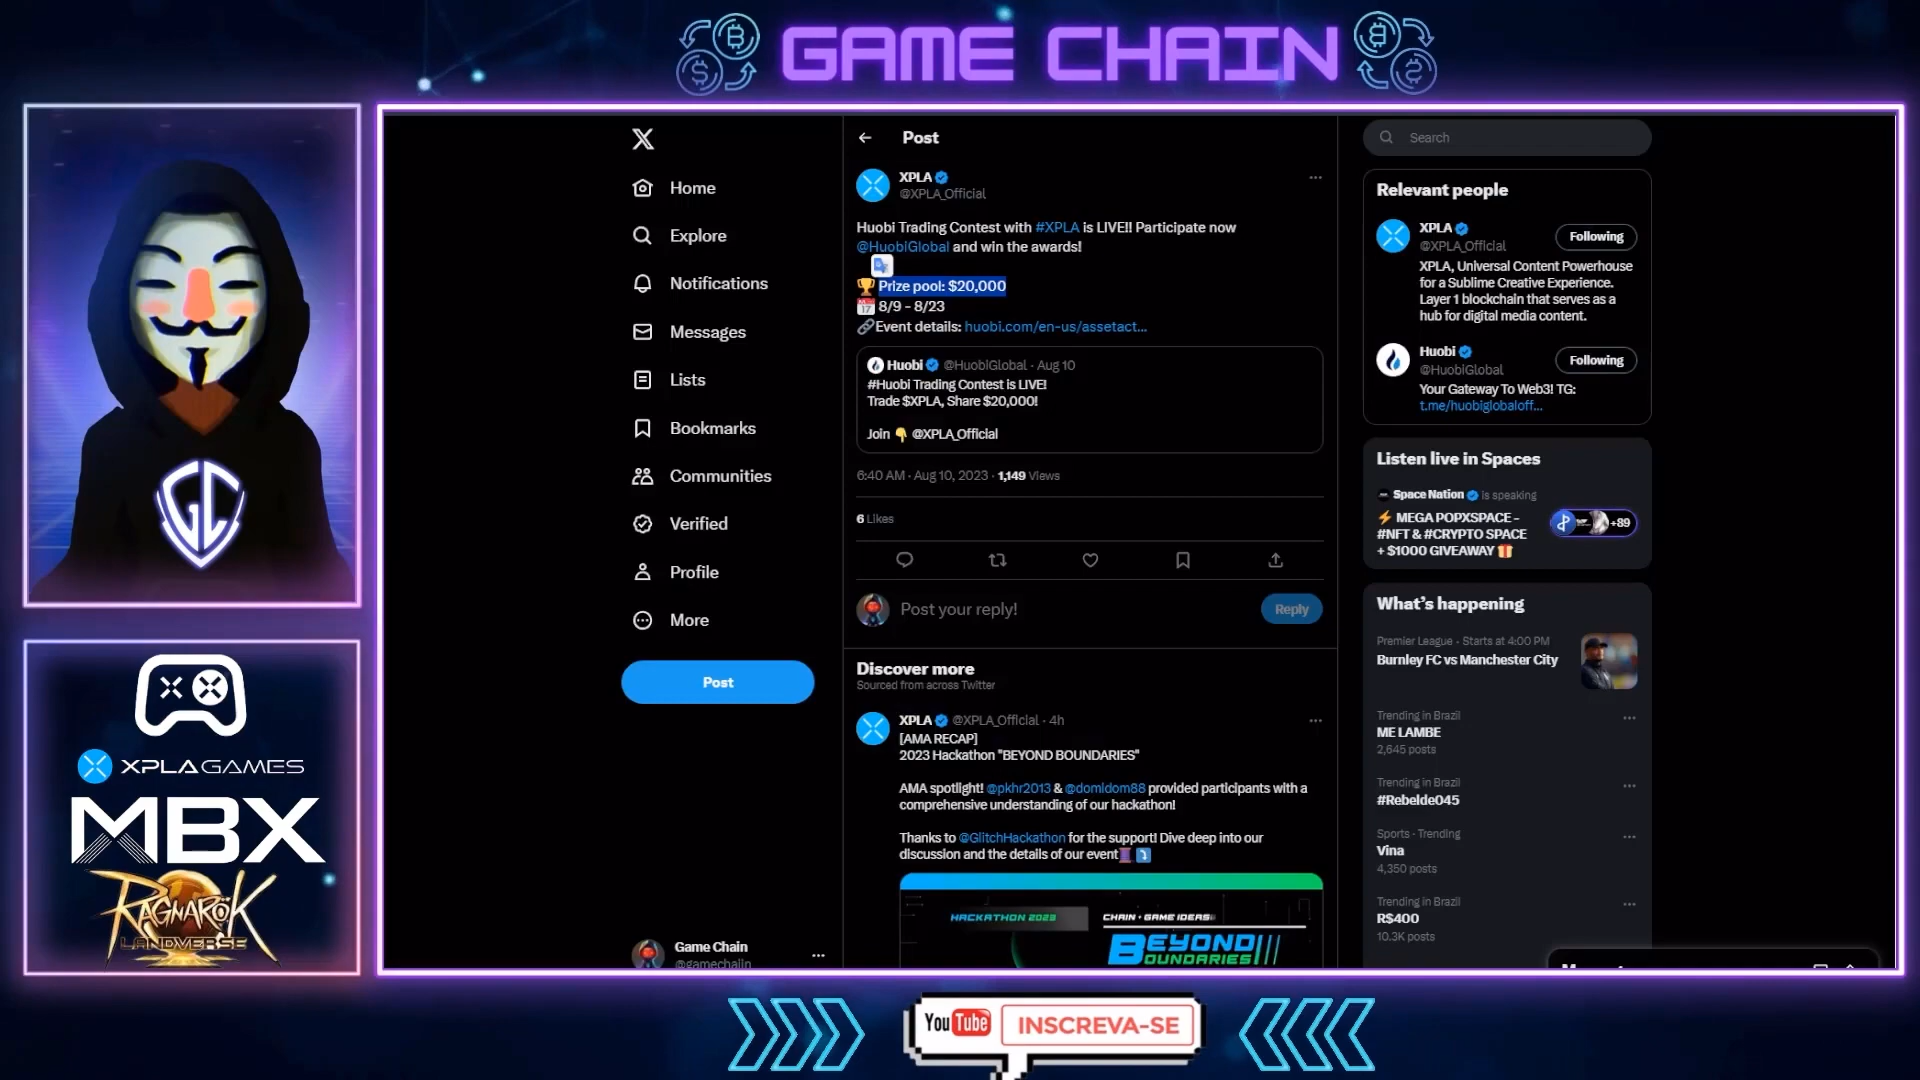 GAME CHAIN
GC
XPLAGAMES
MBX
RAGNARÖK
LANDVERSE
Home
Explore
Notifications
Messages
Lists
Bookmarks
Communities
Verified
Profile
More
Post
Game Chain
@gamechaiin
Post
XPLA
@XPLA_Official
Huobi Trading Contest with #XPLA is LIVE!! Participate now
@HuobiGlobal and win the awards!
🏆 Prize pool: $20,000
📅 8/9 - 8/23
🔗Event details: huobi.com/en-us/assetact...
Huobi @HuobiGlobal · Aug 10
#Huobi Trading Contest is LIVE!
Trade $XPLA, Share $20,000!
Join 👇 @XPLA_Official
6:40 AM · Aug 10, 2023 · 1,149 Views
6 Likes
Post your reply!
Reply
Discover more
Sourced from across Twitter
XPLA @XPLA_Official · 4h
[AMA RECAP]
2023 Hackathon "BEYOND BOUNDARIES"
AMA spotlight! @pkhr2013 & @domidom88 provided participants with a
comprehensive understanding of our hackathon!
Thanks to @GlitchHackathon for the support! Dive deep into our
discussion and the details of our event🧵 ⤵️
HACKATHON 2023
CHAIN · GAME IDEAS
BEYOND
BOUNDARIES
Search
Relevant people
XPLA
@XPLA_Official
Following
XPLA, Universal Content Powerhouse
for a Sublime Creative Experience.
Layer 1 blockchain that serves as a
hub for digital media content.
Huobi
@HuobiGlobal
Following
Your Gateway To Web3! TG:
t.me/huobiglobaloff...
Listen live in Spaces
Space Nation is speaking
⚡ MEGA POPXSPACE -
#NFT & #CRYPTO SPACE
+ $1000 GIVEAWAY 🎁
+89
What's happening
Premier League · Starts at 4:00 PM
Burnley FC vs Manchester City
Trending in Brazil
ME LAMBE
2,645 posts
Trending in Brazil
#Rebelde045
Sports · Trending
Vina
4,350 posts
Trending in Brazil
R$400
10.3K posts
YouTube INSCREVA-SE